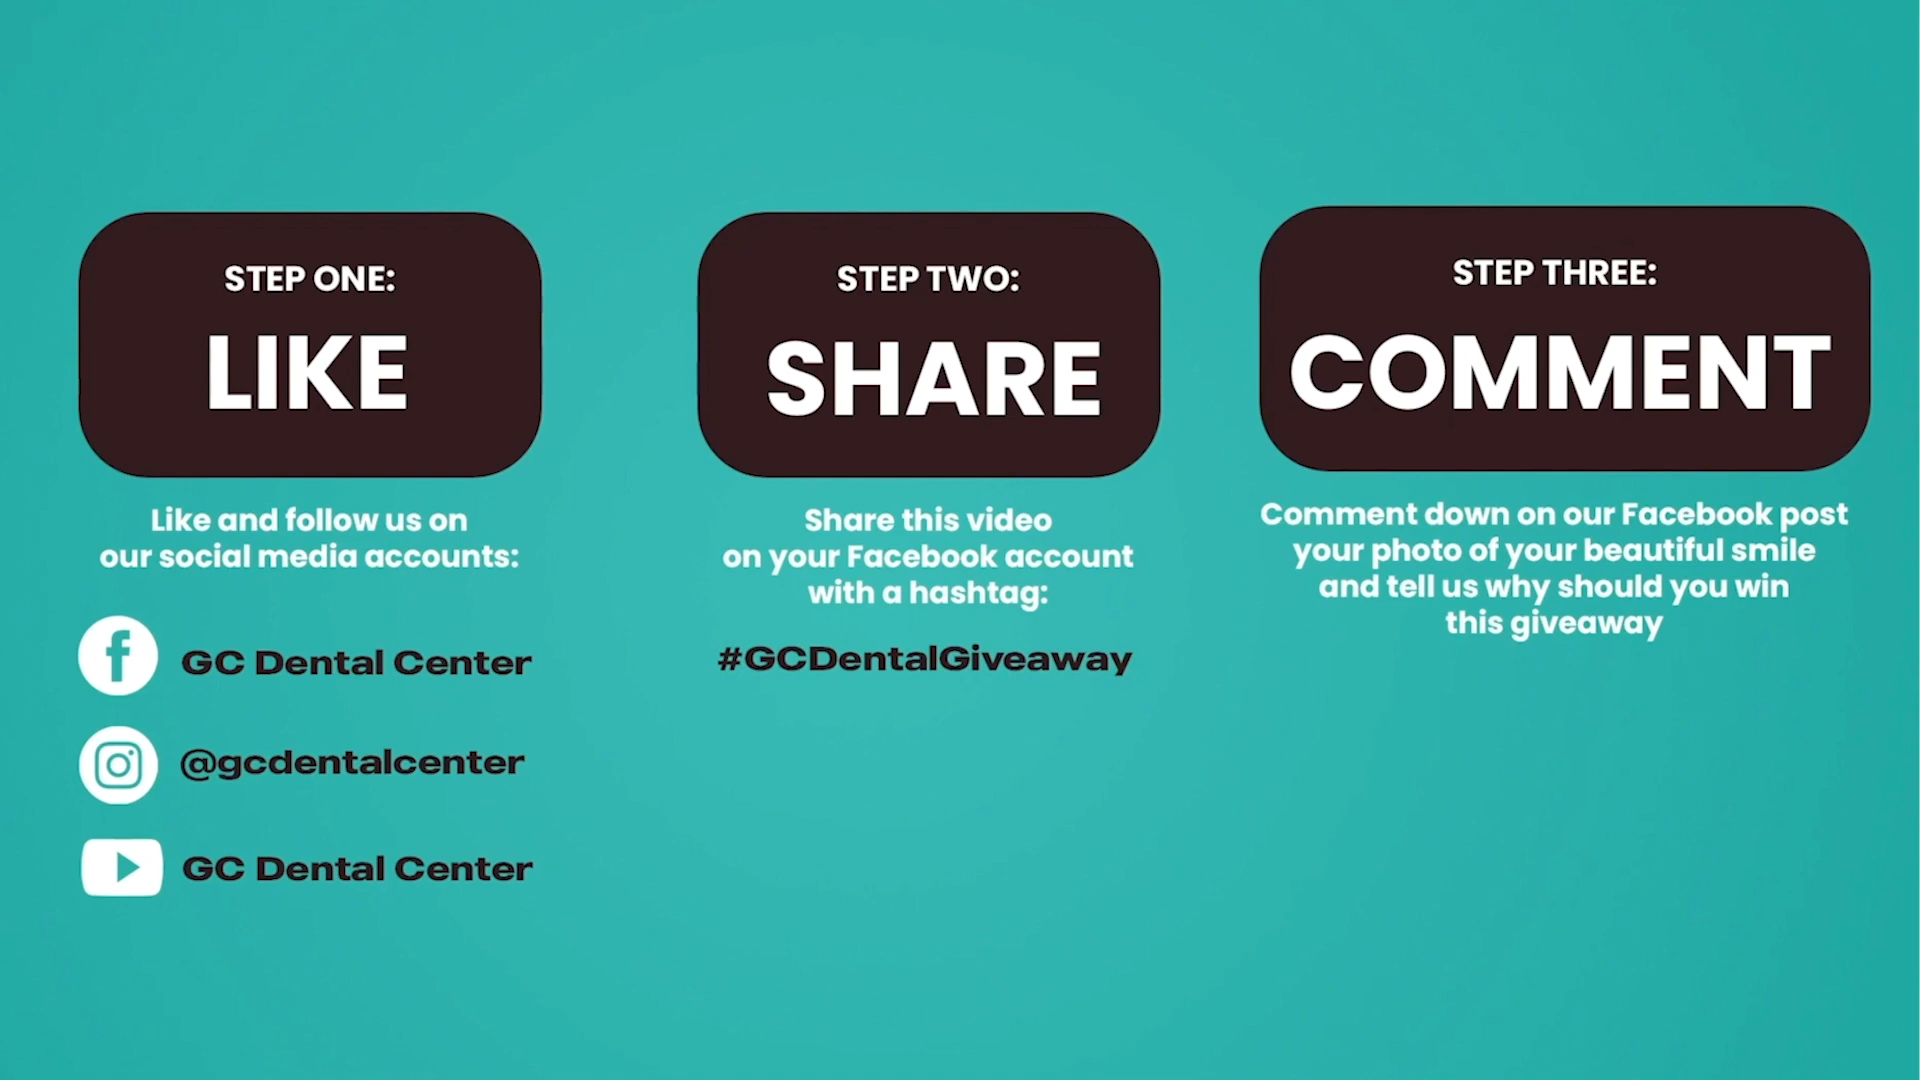 STEP ONE:
LIKE
Like and follow us on
our social media accounts:
GC Dental Center
@gcdentalcenter
GC Dental Center
STEP TWO:
SHARE
Share this video
on your Facebook account
with a hashtag:
#GCDentalGiveaway
STEP THREE:
COMMENT
Comment down on our Facebook post
your photo of your beautiful smile
and tell us why should you win
this giveaway